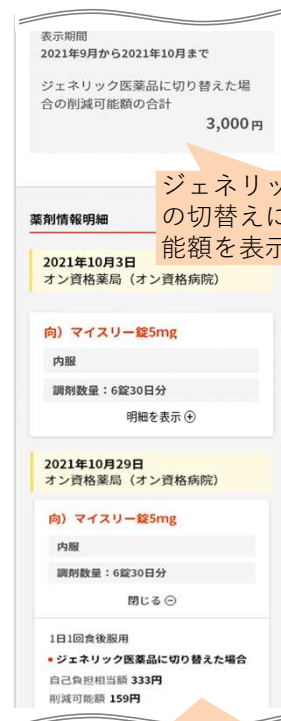 表示期間
2021年9月から2021年10月まで
ジェネリック医薬品に切り替えた場
合の削減可能額の合計
3,000円
ジェネリッ
の切替えに
能額を表示
薬剤情報明細
2021年10月3日
オン資格薬局（オン資格病院）
向）マイスリー錠5mg
内服
調剤数量：6錠30日分
明細を表示⊕
2021年10月29日
オン資格薬局（オン資格病院）
向）マイスリー錠5mg
内服
調剤数量：6錠30日分
閉じる⊖
1日1回食後服用
▪ジェネリック医薬品に切り替えた場合
自己負担相当額 333円
削減可能額 159円